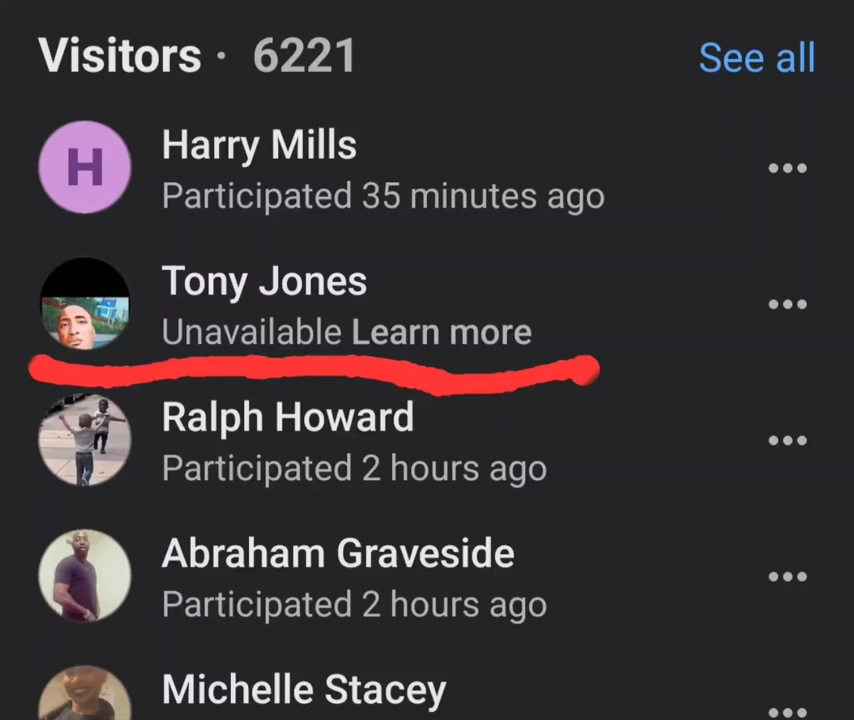 Visitors · 6221
See all
H
Harry Mills
Participated 35 minutes ago
Tony Jones
Unavailable Learn more
Ralph Howard
Participated 2 hours ago
Abraham Graveside
Participated 2 hours ago
Michelle Stacey